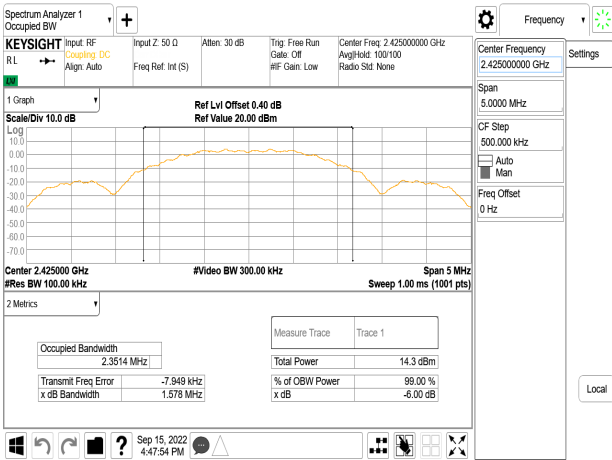 Spectrum Analyzer 1
Occupied BW
Frequency
KEYSIGHT
R L
LNI
Input: RF
Coupling: DC
Align: Auto
Input Z: 50 Ω
Freq Ref: Int (S)
Atten: 30 dB
Trig: Free Run
Gate: Off
#IF Gain: Low
Center Freq: 2.425000000 GHz
Avg|Hold: 100/100
Radio Std: None
Center Frequency
2.425000000 GHz
Settings
Span
5.0000 MHz
CF Step
500.000 kHz
Auto
Man
Freq Offset
0 Hz
Local
1 Graph
Scale/Div 10.0 dB
Ref Lvl Offset 0.40 dB
Ref Value 20.00 dBm
Log
10.0
0.00
-10.0
-20.0
-30.0
-40.0
-50.0
-60.0
-70.0
Center 2.425000 GHz
#Res BW 100.00 kHz
#Video BW 300.00 kHz
Span 5 MHz
Sweep 1.00 ms (1001 pts)
2 Metrics
Measure Trace
Trace 1
Occupied Bandwidth
2.3514 MHz
Total Power
14.3 dBm
Transmit Freq Error
-7.949 kHz
% of OBW Power
99.00 %
x dB Bandwidth
1.578 MHz
x dB
-6.00 dB
?
Sep 15, 2022
4:47:54 PM